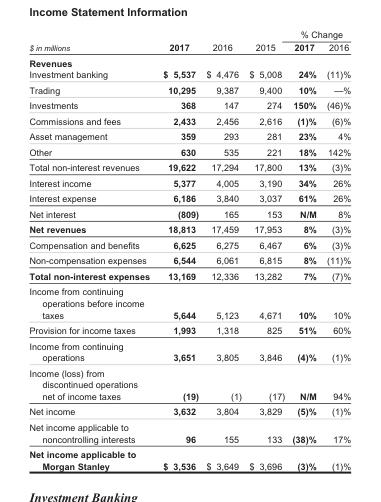 Income Statement Information
% Change
$ in millions 2017 2016 2015 2017 2016
Revenues
Investment banking $ 5,537 $ 4,476 $ 5,008 24% (11)%
Trading 10,295 9,387 9,400 10% —%
Investments 368 147 274 150% (46)%
Commissions and fees 2,433 2,456 2,616 (1)% (6)%
Asset management 359 293 281 23% 4%
Other 630 535 221 18% 142%
Total non-interest revenues 19,622 17,294 17,800 13% (3)%
Interest income 5,377 4,005 3,190 34% 26%
Interest expense 6,186 3,840 3,037 61% 26%
Net interest (809) 165 153 N/M 8%
Net revenues 18,813 17,459 17,953 8% (3)%
Compensation and benefits 6,625 6,275 6,467 6% (3)%
Non-compensation expenses 6,544 6,061 6,815 8% (11)%
Total non-interest expenses 13,169 12,336 13,282 7% (7)%
Income from continuing
operations before income
taxes 5,644 5,123 4,671 10% 10%
Provision for income taxes 1,993 1,318 825 51% 60%
Income from continuing
operations 3,651 3,805 3,846 (4)% (1)%
Income (loss) from
discontinued operations
net of income taxes (19) (1) (17) N/M 94%
Net income 3,632 3,804 3,829 (5)% (1)%
Net income applicable to
noncontrolling interests 96 155 133 (38)% 17%
Net income applicable to
Morgan Stanley $ 3,536 $ 3,649 $ 3,696 (3)% (1)%
Investment Banking